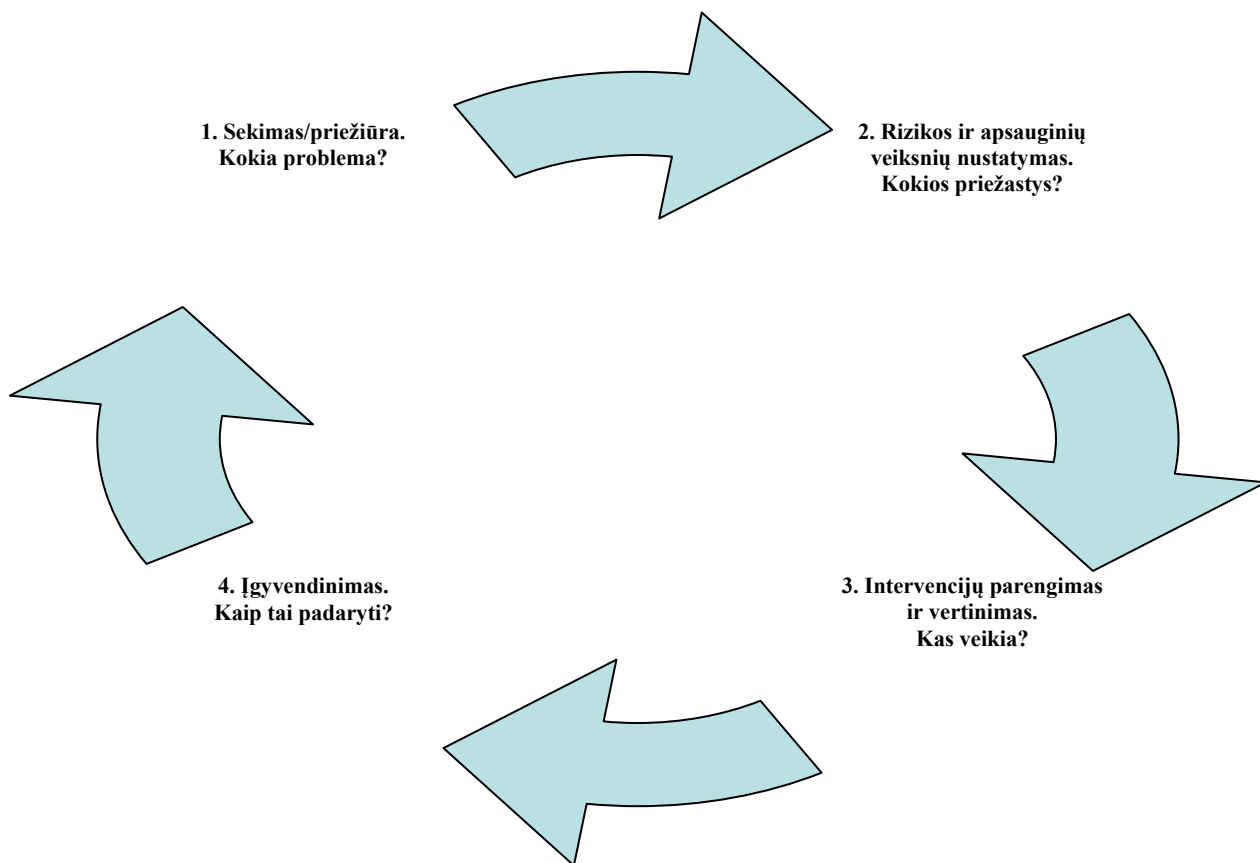 1. Sekimas/priežiūra.
Kokia problema?
2. Rizikos ir apsauginių
veiksnių nustatymas.
Kokios priežastys?
3. Intervencijų parengimas
ir vertinimas.
Kas veikia?
4. Įgyvendinimas.
Kaip tai padaryti?